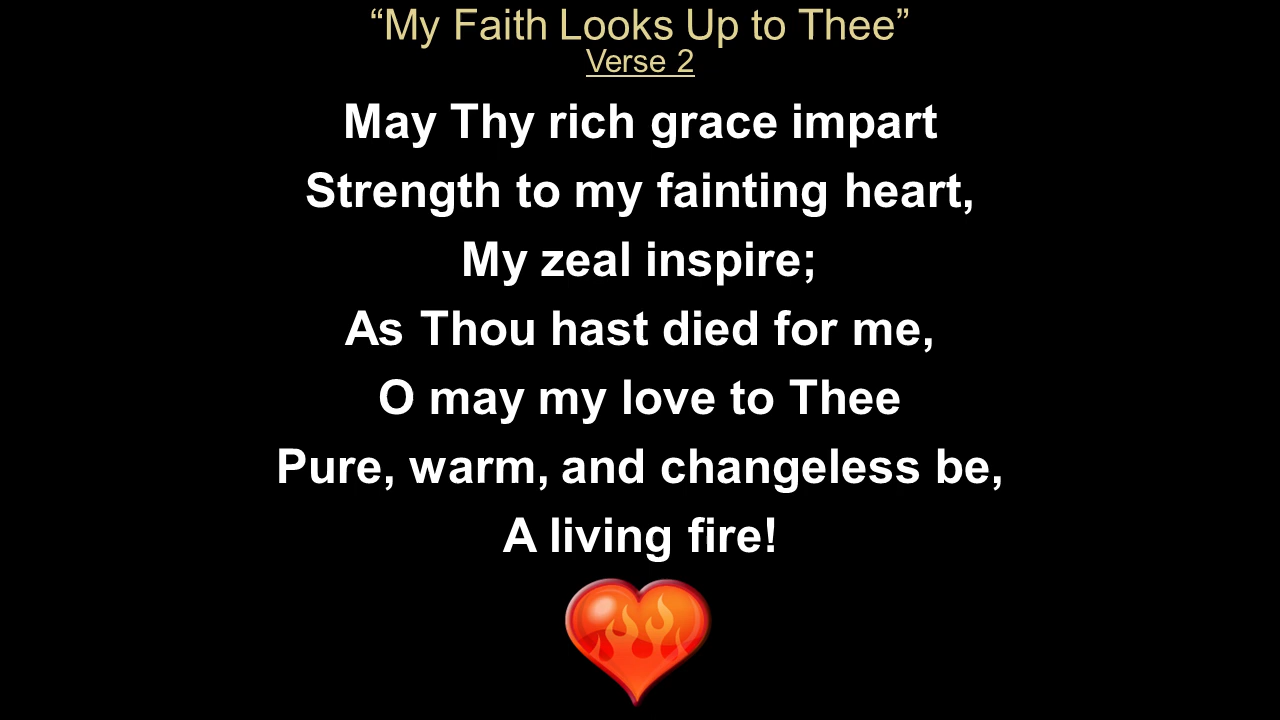 “My Faith Looks Up to Thee”
Verse 2
May Thy rich grace impart
Strength to my fainting heart,
My zeal inspire;
As Thou hast died for me,
O may my love to Thee
Pure, warm, and changeless be,
A living fire!